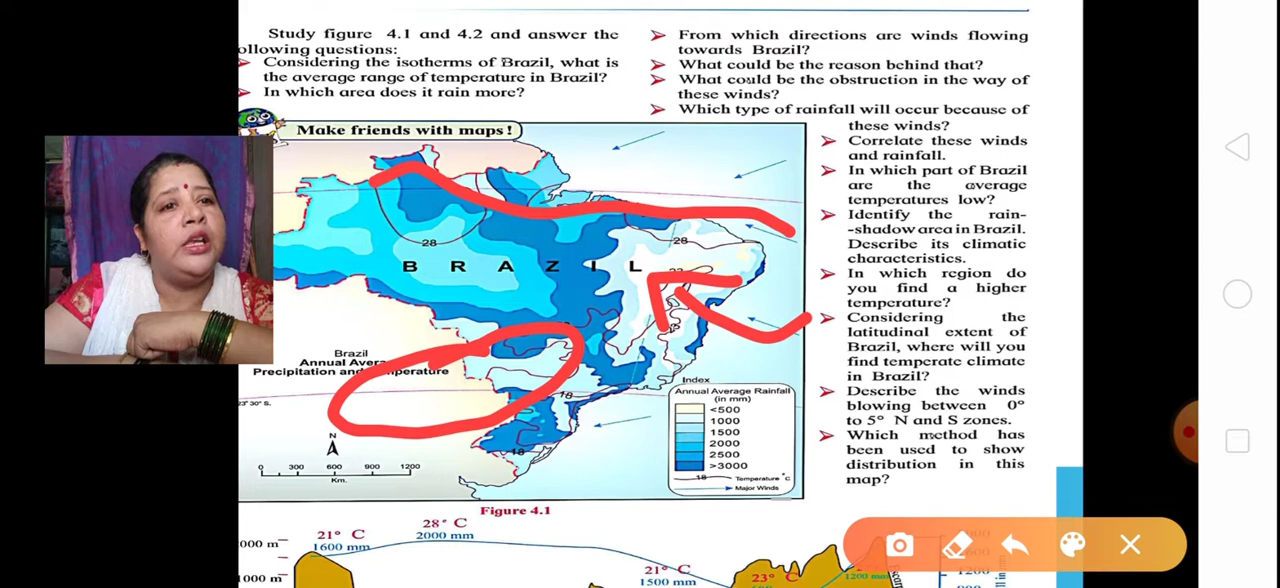 Study figure 4.1 and 4.2 and answer the
ollowing questions:
➢ Considering the isotherms of Brazil, what is
the average range of temperature in Brazil?
➢ In which area does it rain more?
➢ From which directions are winds flowing
towards Brazil?
➢ What could be the reason behind that?
➢ What could be the obstruction in the way of
these winds?
➢ Which type of rainfall will occur because of
these winds?
➢ Correlate these winds
and rainfall.
➢ In which part of Brazil
are the average
temperatures low?
➢ Identify the rain-
-shadow area in Brazil.
Describe its climatic
characterstics.
➢ In which region do
you find a higher
temperature?
➢ Considering the
latitudinal extent of
Brazil, where will you
find temperate climate
in Brazil?
➢ Describe the winds
blowing between 0°
to 5° N and S zones.
➢ Which method has
been used to show
distribution in this
map?
Make friends with maps!
28
28
B R A Z I L
18
18
Brazil
Annual Aver
Precipitation and
perature
23° 30' S.
N
0 300 600 900 1200
Km.
Index
Annual Average Rainfall
(in mm)
<500
1000
1500
2000
2500
>3000
18 Temperature °C
Major Winds
Figure 4.1
000 m
21° C
1600 mm
28° C
2000 mm
1000 m
21° C
1500 mm
23° C
1200 mm